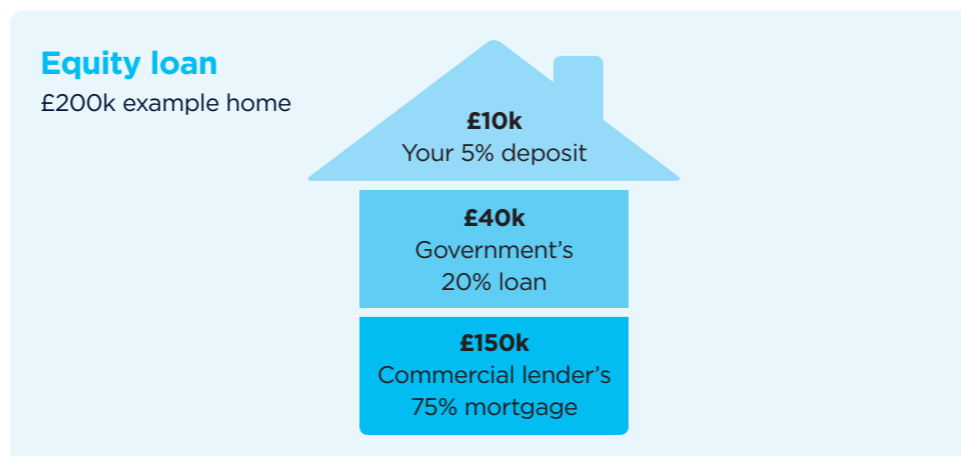 Equity loan
£200k example home
£10k
Your 5% deposit
£40k
Government’s
20% loan
£150k
Commercial lender’s
75% mortgage